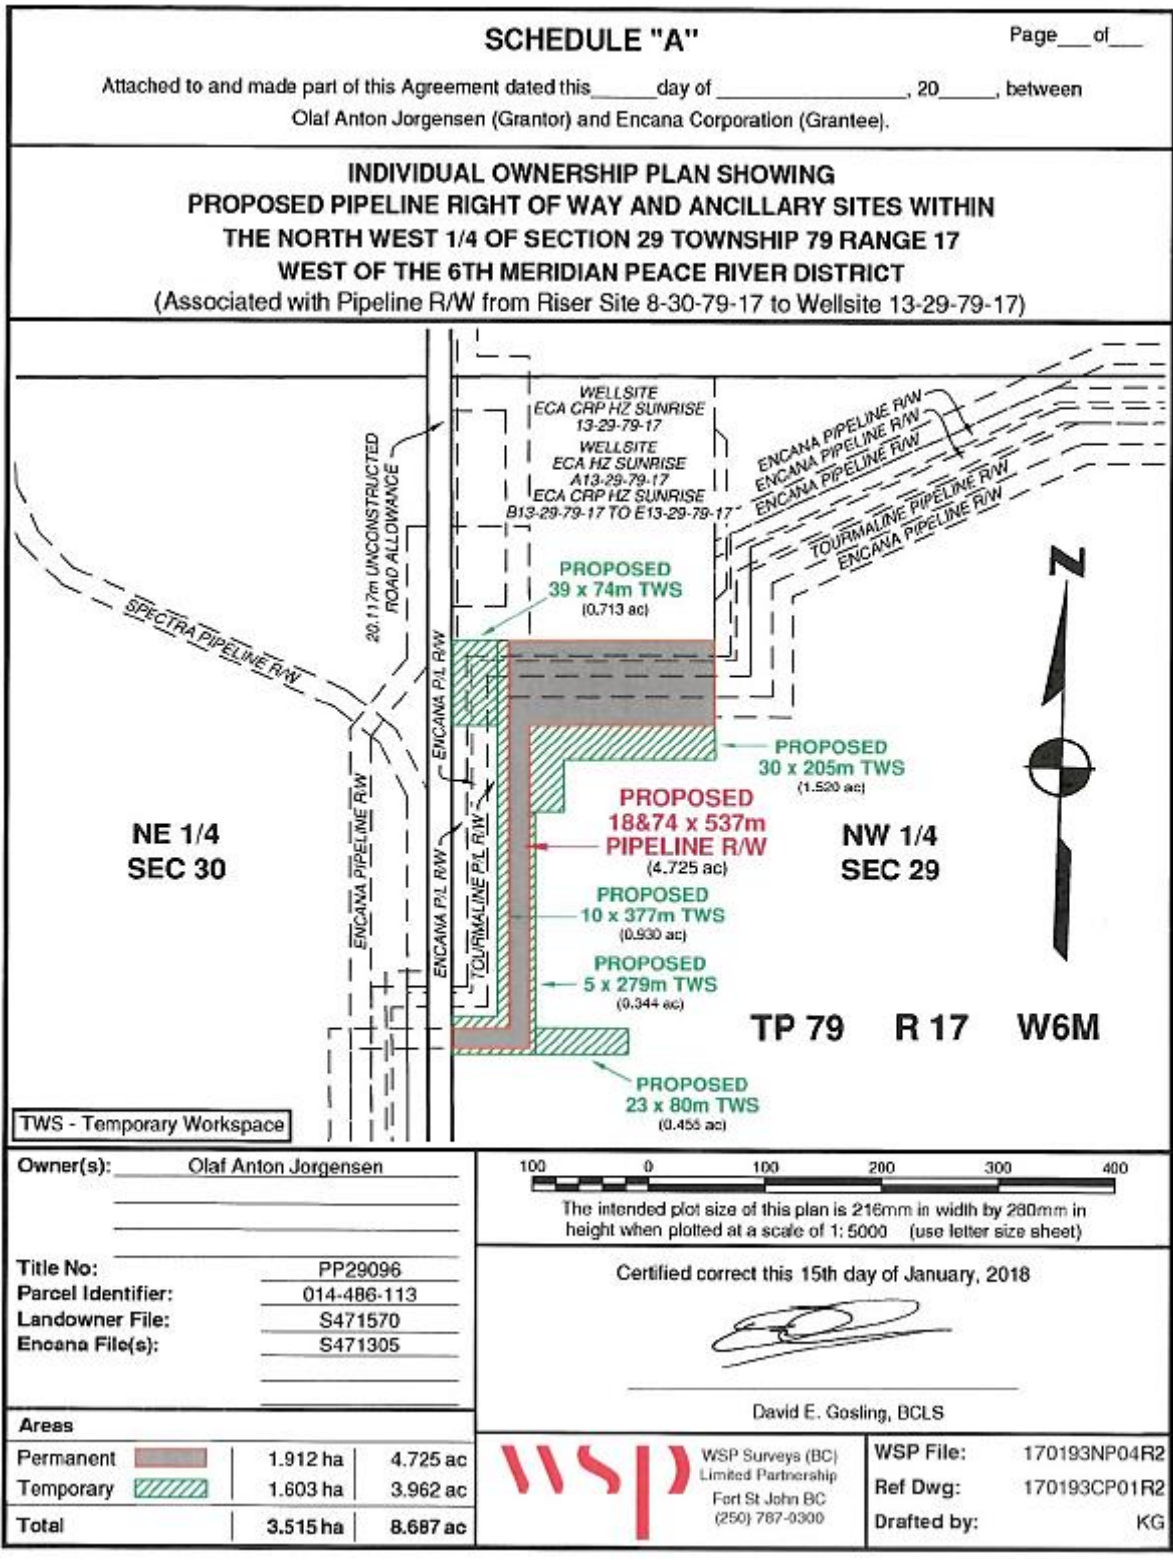 SCHEDULE "A"
Page___of___
Attached to and made part of this Agreement dated this______day of _________________, 20_____, between
Olaf Anton Jorgensen (Grantor) and Encana Corporation (Grantee).
INDIVIDUAL OWNERSHIP PLAN SHOWING
PROPOSED PIPELINE RIGHT OF WAY AND ANCILLARY SITES WITHIN
THE NORTH WEST 1/4 OF SECTION 29 TOWNSHIP 79 RANGE 17
WEST OF THE 6TH MERIDIAN PEACE RIVER DISTRICT
(Associated with Pipeline R/W from Riser Site 8-30-79-17 to Wellsite 13-29-79-17)
WELLSITE
ECA CRP HZ SUNRISE
13-29-79-17
WELLSITE
ECA HZ SUNRISE
A13-29-79-17
ECA CRP HZ SUNRISE
B13-29-79-17 TO E13-29-79-17
20.117m UNCONSTRUCTED
ROAD ALLOWANCE
ENCANA PIPELINE R/W
ENCANA PIPELINE R/W
ENCANA PIPELINE R/W
TOURMALINE PIPELINE R/W
ENCANA PIPELINE R/W
SPECTRA PIPELINE R/W
N
PROPOSED
39 x 74m TWS
(0.713 ac)
ENCANA P/L R/W
PROPOSED
30 x 205m TWS
(1.520 ac)
PROPOSED
18&74 x 537m
PIPELINE R/W
(4.725 ac)
NE 1/4
SEC 30
NW 1/4
SEC 29
ENCANA PIPELINE R/W
ENCANA P/L R/W
TOURMALINE P/L R/W
PROPOSED
10 x 377m TWS
(0.930 ac)
PROPOSED
5 x 279m TWS
(0.344 ac)
TP 79 R 17 W6M
PROPOSED
23 x 80m TWS
(0.455 ac)
TWS - Temporary Workspace
Owner(s): Olaf Anton Jorgensen
Title No: PP29096
Parcel Identifier: 014-486-113
Landowner File: S471570
Encana File(s): S471305
100 0 100 200 300 400
The intended plot size of this plan is 216mm in width by 280mm in
height when plotted at a scale of 1: 5000 (use letter size sheet)
Certified correct this 15th day of January, 2018
David E. Gosling, BCLS
Areas
Permanent 1.912 ha 4.725 ac
Temporary 1.603 ha 3.962 ac
Total 3.515 ha 8.687 ac
WSP
WSP Surveys (BC)
Limited Partnership
Fort St John BC
(250) 787-0300
WSP File: 170193NP04R2
Ref Dwg: 170193CP01R2
Drafted by: KG